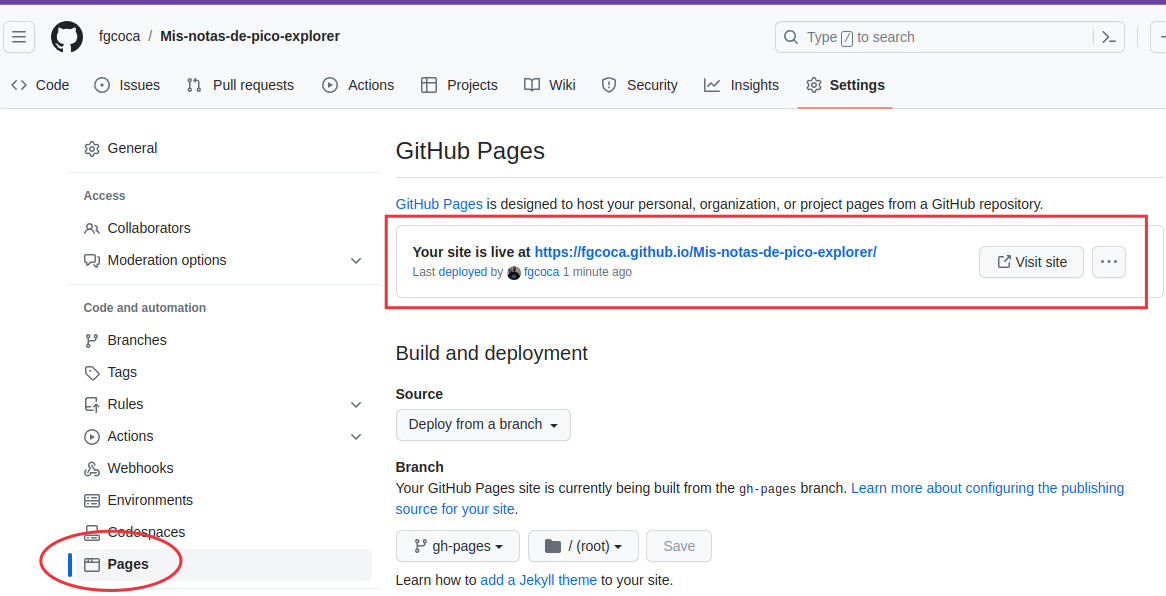 fgcoca / Mis-notas-de-pico-explorer
Type / to search
Code Issues Pull requests Actions Projects Wiki Security Insights Settings
General
Access
Collaborators
Moderation options
Code and automation
Branches
Tags
Rules
Actions
Webhooks
Environments
Codespaces
Pages
GitHub Pages
GitHub Pages is designed to host your personal, organization, or project pages from a GitHub repository.
Your site is live at https://fgcoca.github.io/Mis-notas-de-pico-explorer/
Last deployed by fgcoca 1 minute ago
Visit site
Build and deployment
Source
Deploy from a branch
Branch
Your GitHub Pages site is currently being built from the gh-pages branch. Learn more about configuring the publishing
source for your site.
gh-pages / (root) Save
Learn how to add a Jekyll theme to your site.